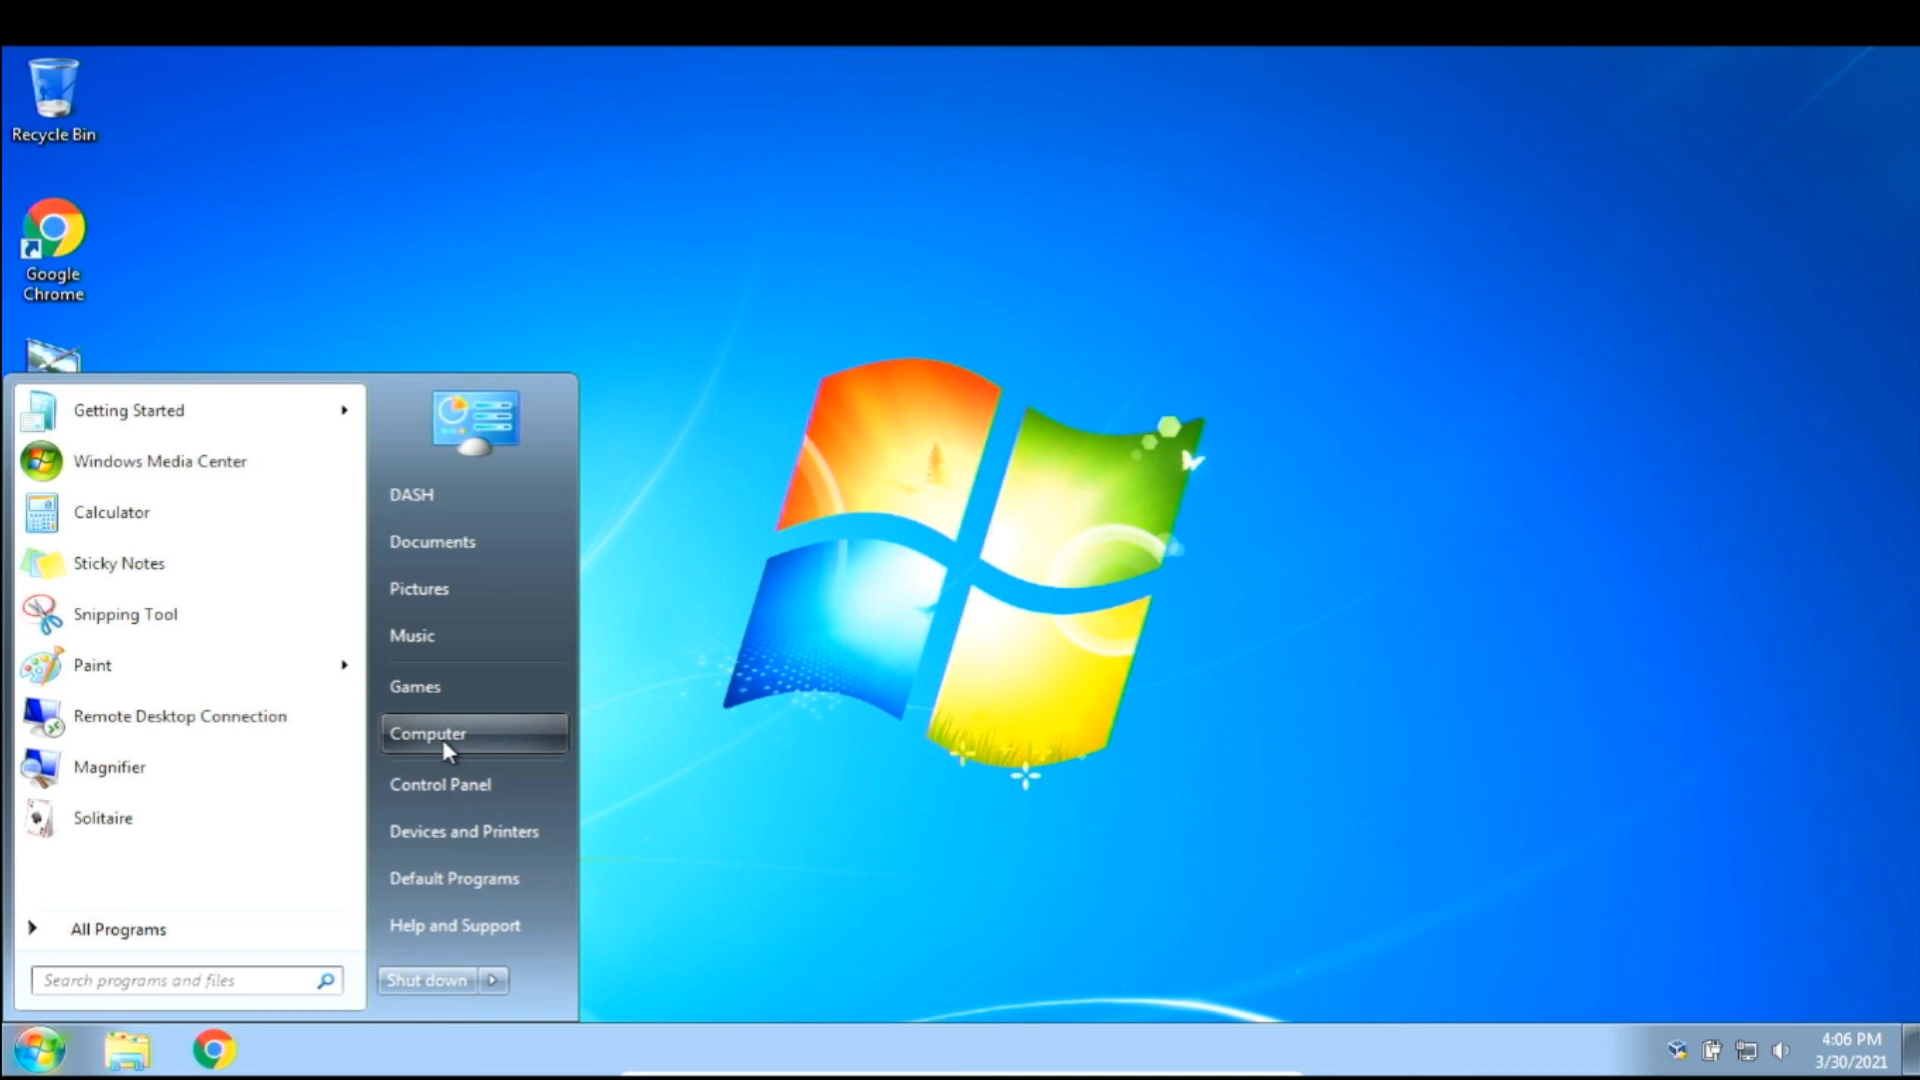 Recycle Bin
Google
Chrome
Getting Started
Windows Media Center
Calculator
Sticky Notes
Snipping Tool
Paint
Remote Desktop Connection
Magnifier
Solitaire
All Programs
Search programs and files
DASH
Documents
Pictures
Music
Games
Computer
Control Panel
Devices and Printers
Default Programs
Help and Support
Shut down
4:06 PM
3/30/2021